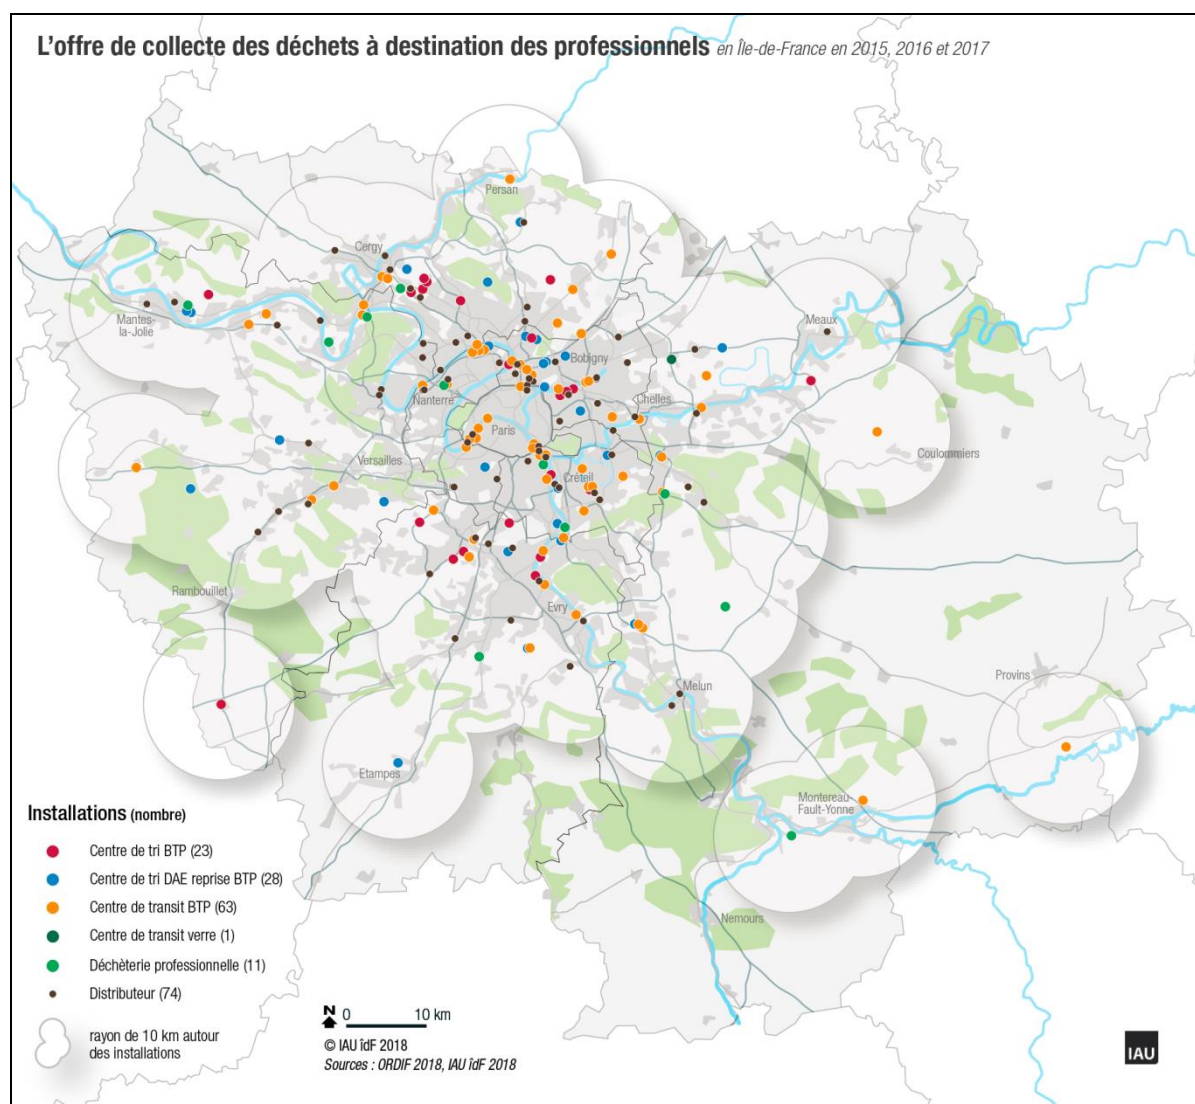 L'offre de collecte des déchets à destination des professionnels en Île-de-France en 2015, 2016 et 2017
Persan
Cergy
Mantes-
la-Jolie
Meaux
Bobigny
Nanterre
Chelles
Paris
Versailles
Coulommiers
Créteil
Rambouillet
Evry
Provins
Melun
Etampes
Montereau-
Fault-Yonne
Nemours
Installations (nombre)
Centre de tri BTP (23)
Centre de tri DAE reprise BTP (28)
Centre de transit BTP (63)
Centre de transit verre (1)
Déchèterie professionnelle (11)
Distributeur (74)
rayon de 10 km autour
des installations
N
0 10 km
© IAU îdF 2018
Sources : ORDIF 2018, IAU îdF 2018
IAU